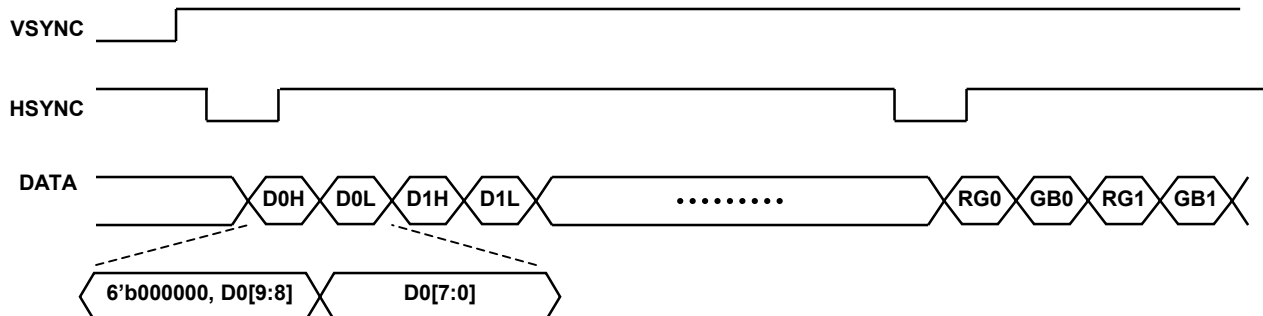 VSYNC
HSYNC
DATA D0H D0L D1H D1L ......... RG0 GB0 RG1 GB1
6’b000000, D0[9:8] D0[7:0]